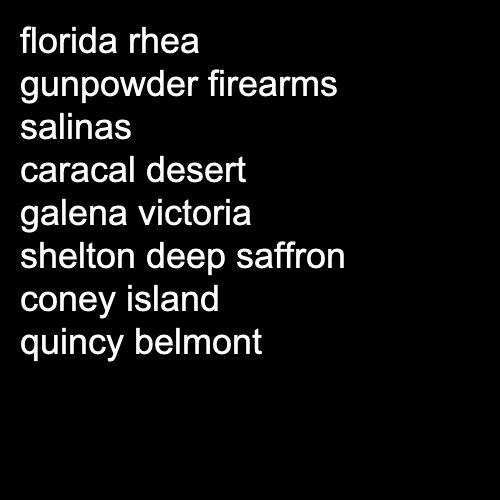 florida rhea
gunpowder firearms
salinas
caracal desert
galena victoria
shelton deep saffron
coney island
quincy belmont